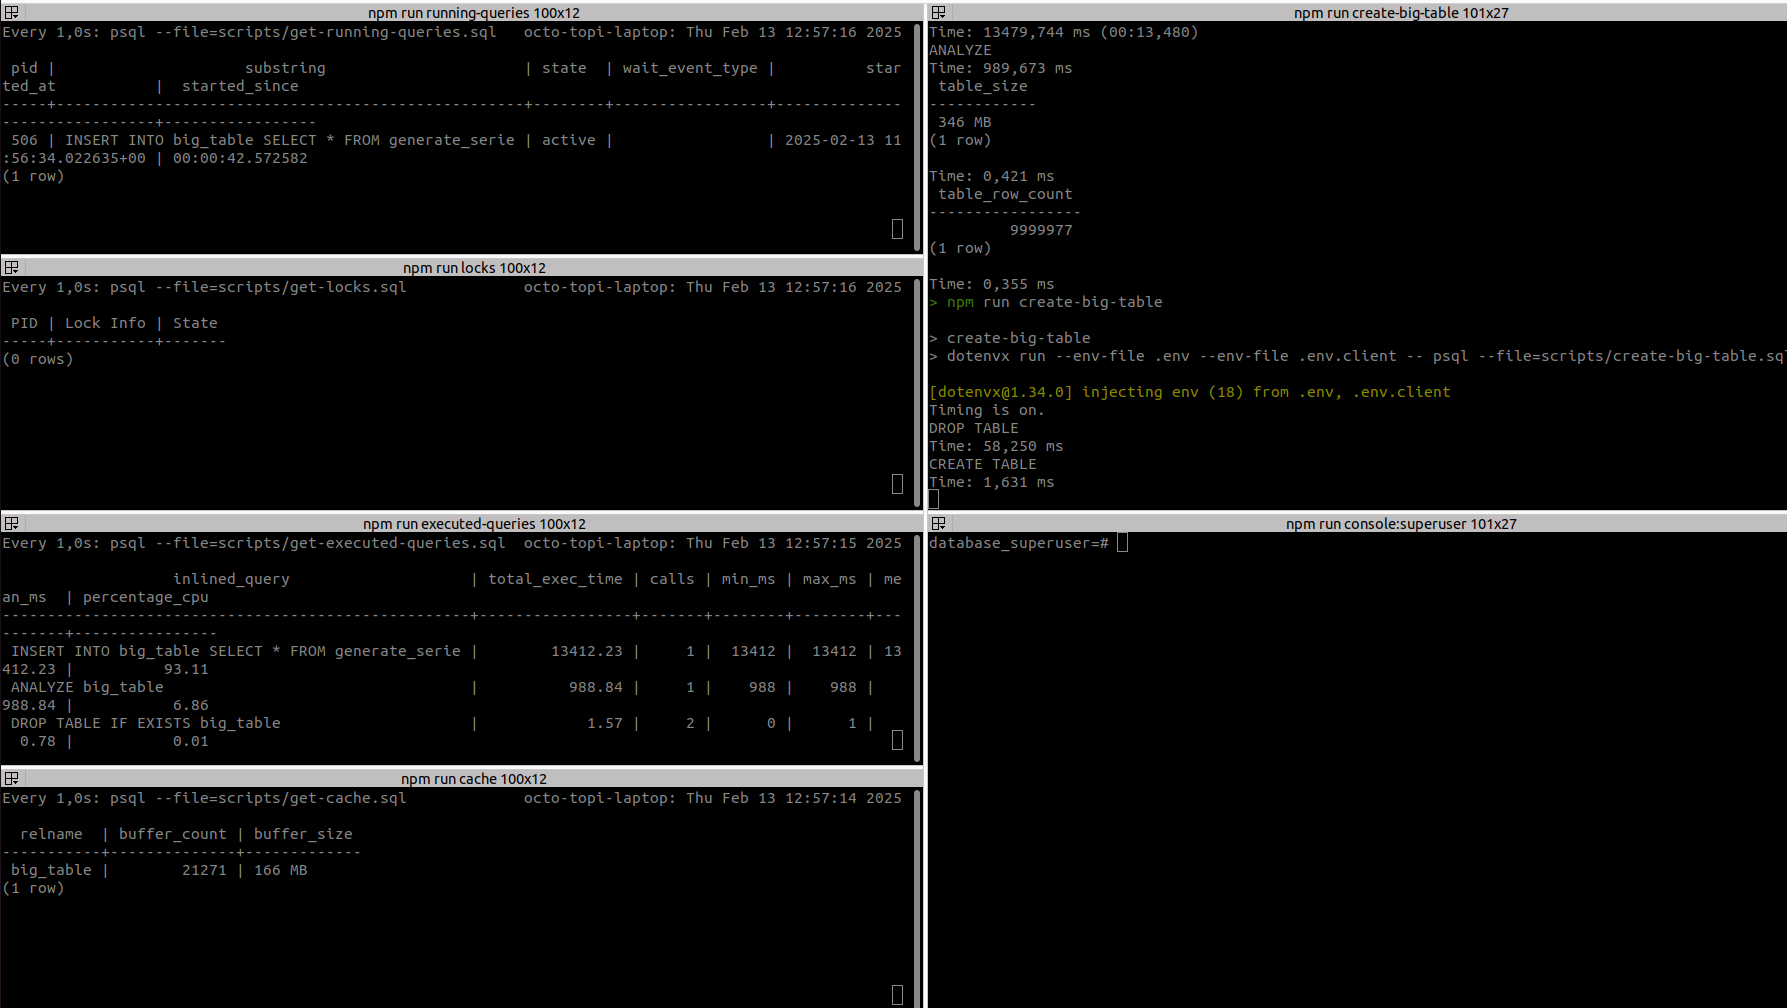 npm run running-queries 100x12
Every 1,0s: psql --file=scripts/get-running-queries.sql   octo-topi-laptop: Thu Feb 13 12:57:16 2025
 pid |                     substring                      | state  | wait_event_type |          star
ted_at           |  started_since
-----+----------------------------------------------------+--------+-----------------+--------------
-----------------+-----------------
 506 | INSERT INTO big_table SELECT * FROM generate_serie | active |                 | 2025-02-13 11
:56:34.022635+00 | 00:00:42.572582
(1 row)
npm run locks 100x12
Every 1,0s: psql --file=scripts/get-locks.sql             octo-topi-laptop: Thu Feb 13 12:57:16 2025
 PID | Lock Info | State
-----+-----------+-------
(0 rows)
npm run executed-queries 100x12
Every 1,0s: psql --file=scripts/get-executed-queries.sql  octo-topi-laptop: Thu Feb 13 12:57:15 2025
                   inlined_query                    | total_exec_time | calls | min_ms | max_ms | me
an_ms  | percentage_cpu
----------------------------------------------------+-----------------+-------+--------+--------+---
-------+----------------
 INSERT INTO big_table SELECT * FROM generate_serie |        13412.23 |     1 |  13412 |  13412 | 13
412.23 |          93.11
 ANALYZE big_table                                  |          988.84 |     1 |    988 |    988 |
988.84 |           6.86
 DROP TABLE IF EXISTS big_table                     |            1.57 |     2 |      0 |      1 |
  0.78 |           0.01
npm run cache 100x12
Every 1,0s: psql --file=scripts/get-cache.sql             octo-topi-laptop: Thu Feb 13 12:57:14 2025
  relname  | buffer_count | buffer_size
-----------+--------------+-------------
 big_table |        21271 | 166 MB
(1 row)
npm run create-big-table 101x27
Time: 13479,744 ms (00:13,480)
ANALYZE
Time: 989,673 ms
 table_size
------------
 346 MB
(1 row)
Time: 0,421 ms
 table_row_count
-----------------
         9999977
(1 row)
Time: 0,355 ms
> npm run create-big-table
> create-big-table
> dotenvx run --env-file .env --env-file .env.client -- psql --file=scripts/create-big-table.sql
[dotenvx@1.34.0] injecting env (18) from .env, .env.client
Timing is on.
DROP TABLE
Time: 58,250 ms
CREATE TABLE
Time: 1,631 ms
npm run console:superuser 101x27
database_superuser=#